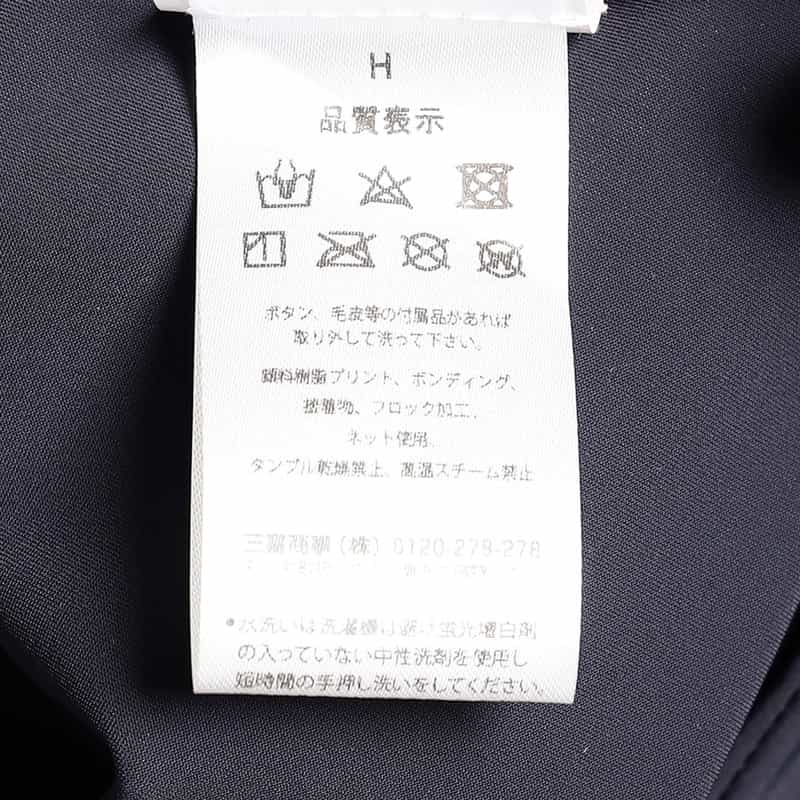 H
品質表示
ボタン、毛皮等の付属品があれば
取り外して洗って下さい。
顔料樹脂プリント、ボンディング、
接着物、フロック加工、
ネット使用、
タンブル乾燥禁止、高温スチーム禁止
(株) 0120-279-278
*水洗いは洗濯機は避け蛍光増白剤
の入っていない中性洗剤を使用し
短時間の手押し洗いをしてください。